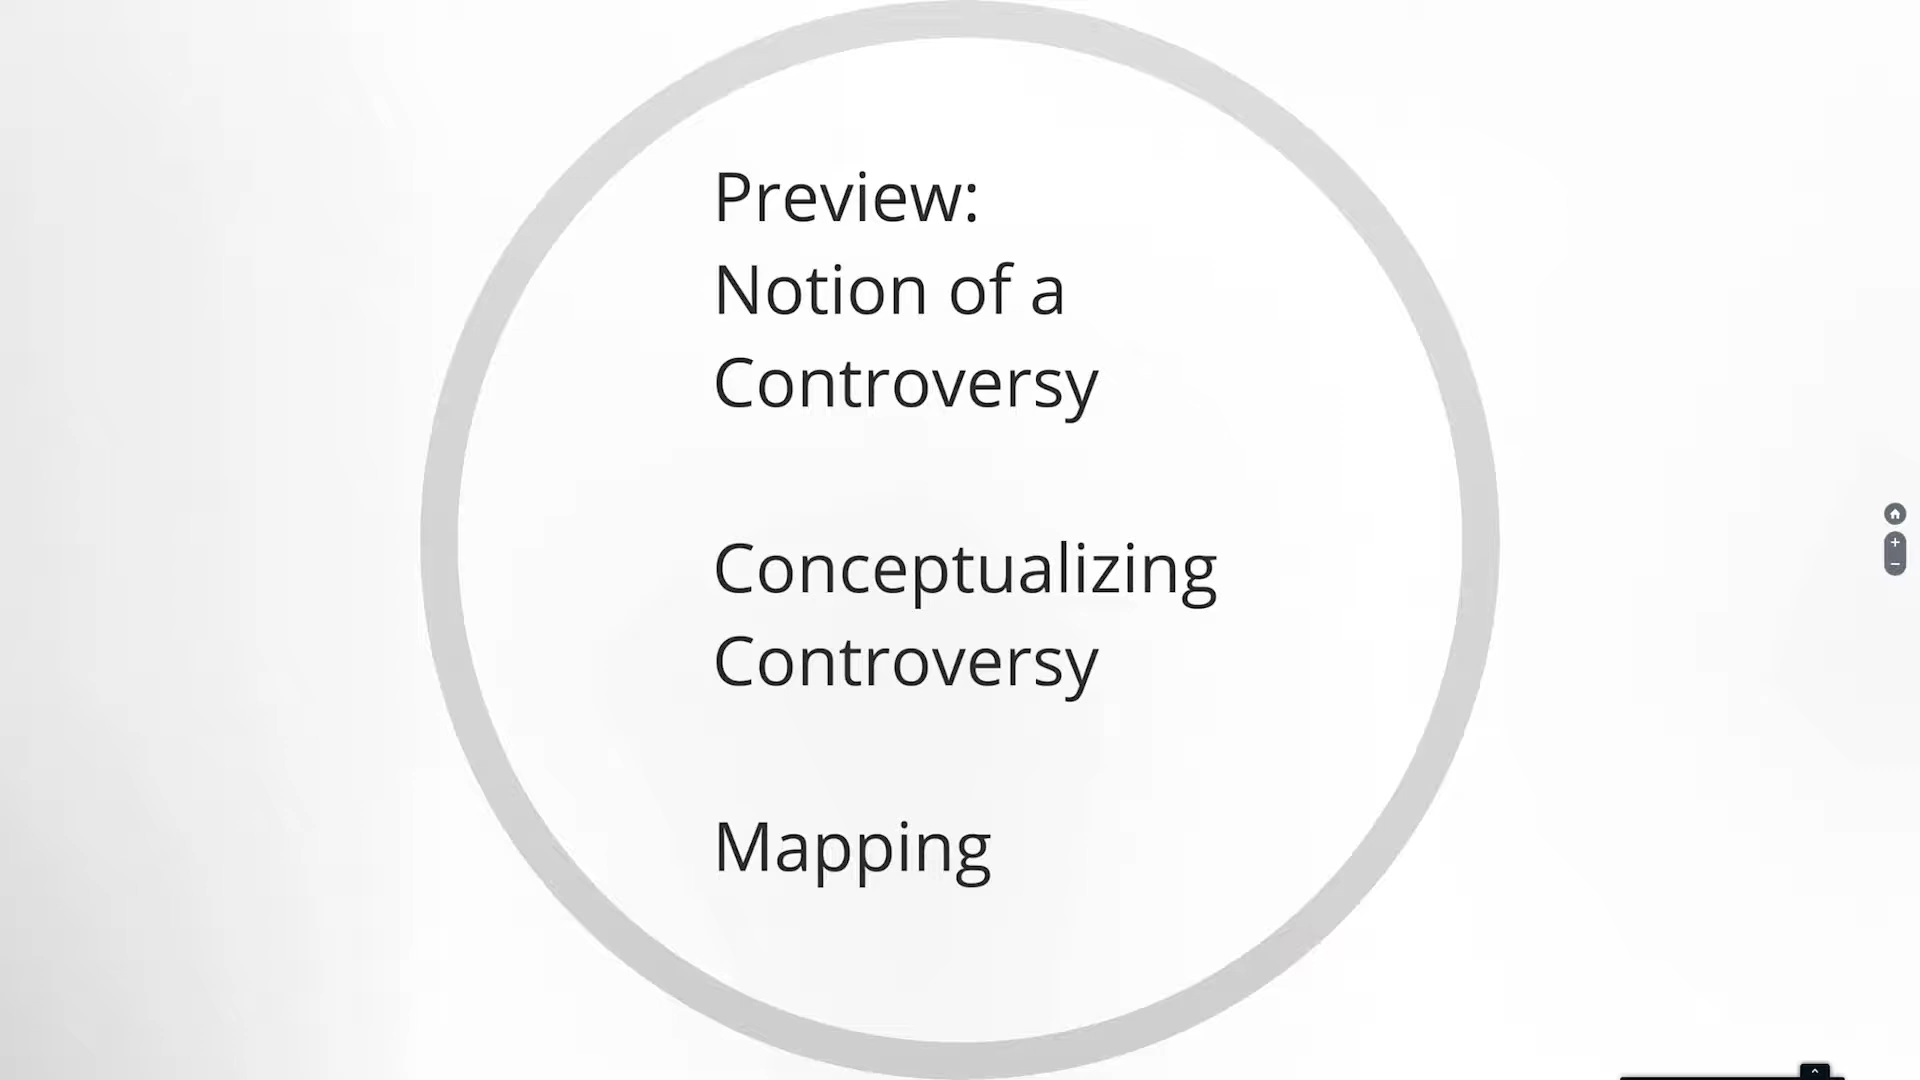 Preview:
Notion of a
Controversy
Conceptualizing
Controversy
Mapping